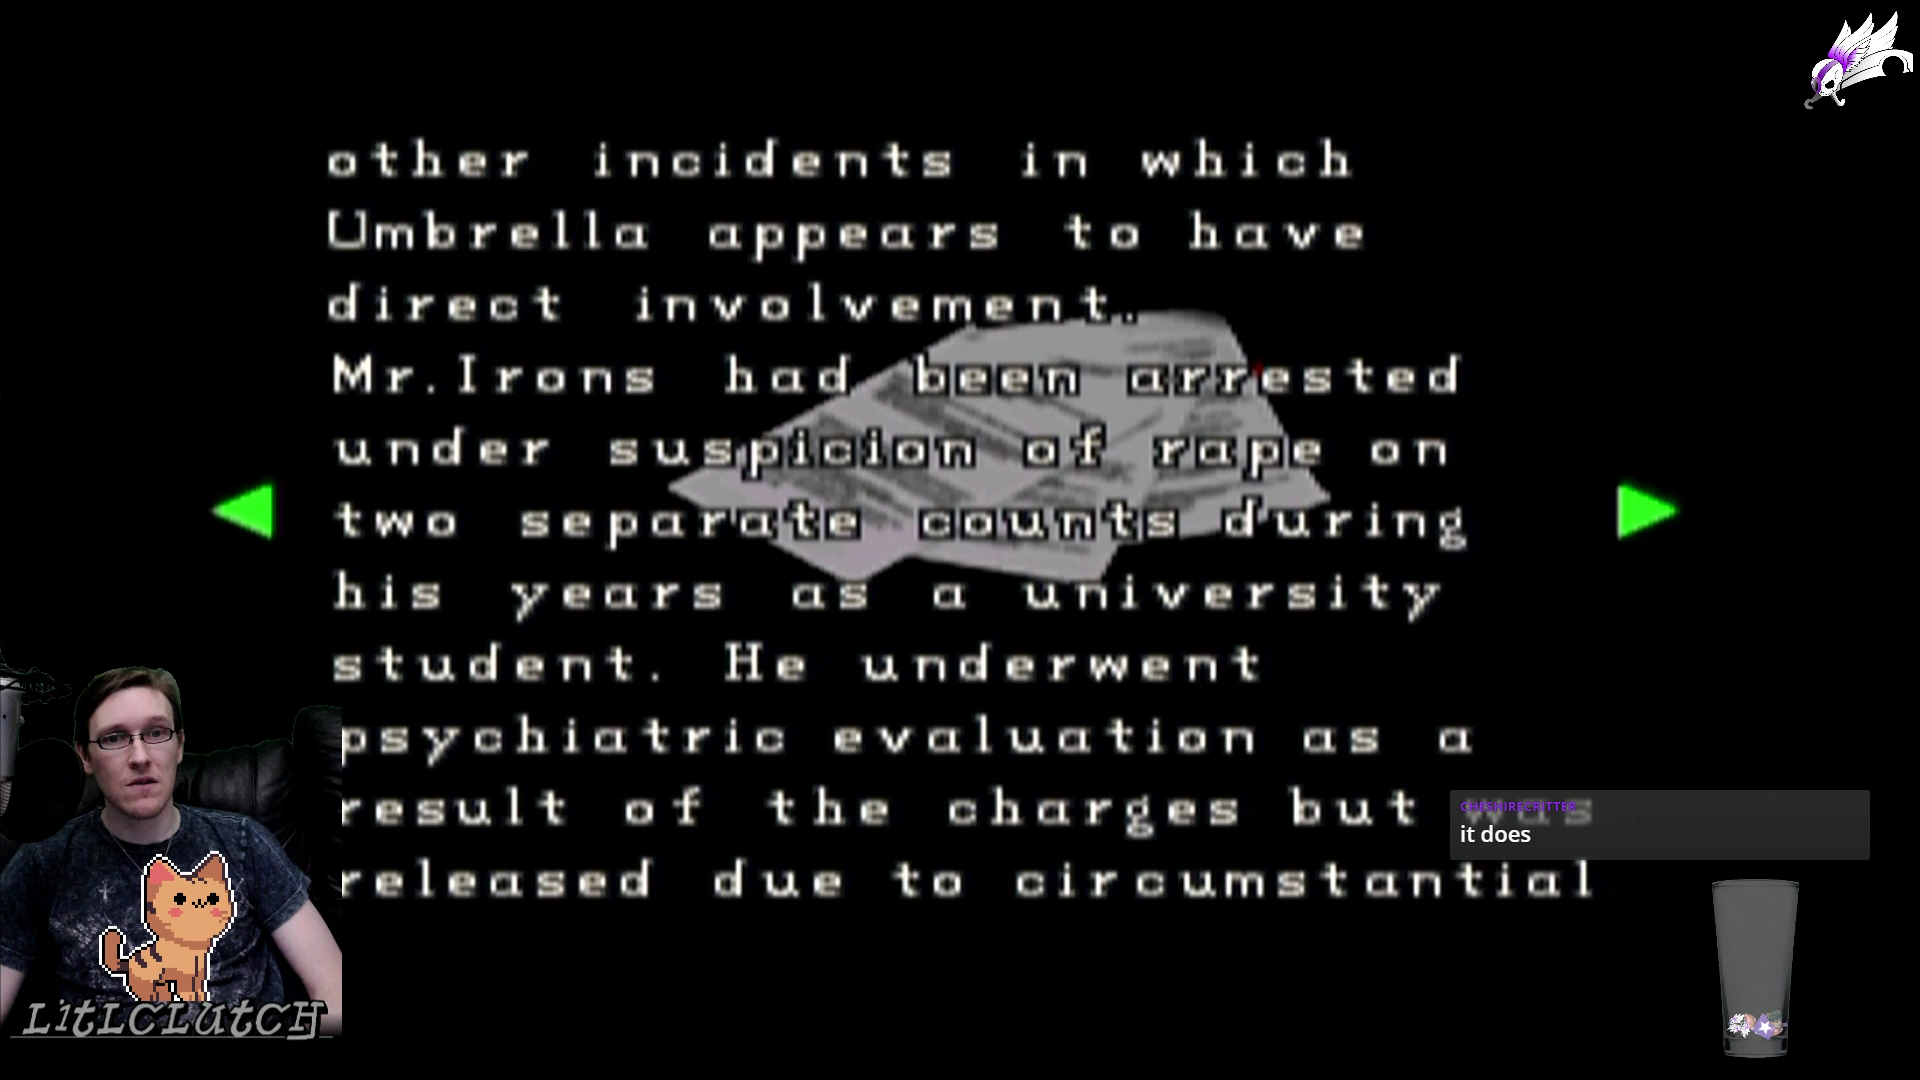 other incidents in which
Umbrella appears to have
direct involvement.
Mr.Irons had been arrested
under suspicion of rape on
two separate counts during
his years as a university
student. He underwent
psychiatric evaluation as a
result of the charges but was
released due to circumstantial
CHESHIRECRITTER
it does
LitLCLutCH